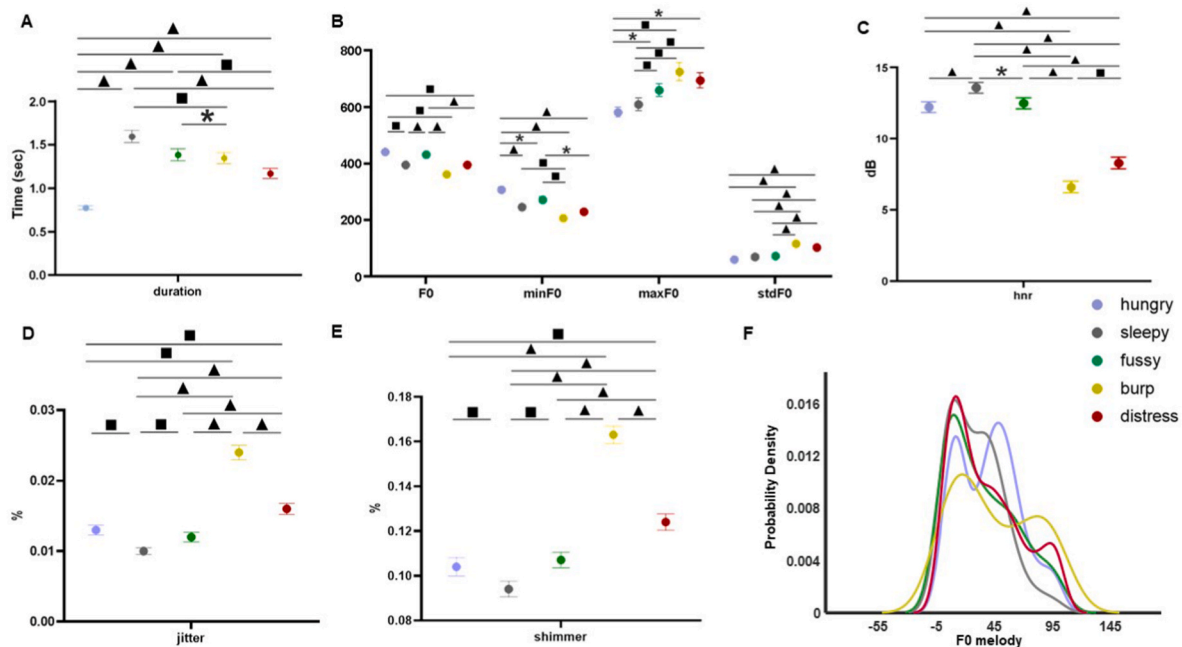 A
Time (sec)
2.0
1.5
1.0
0.5
0.0
*
duration
B
800
600
400
200
0
*
*
*
*
*
F0
minF0
maxF0
stdF0
C
dB
15
10
5
0
*
hnr
D
%
0.03
0.02
0.01
0.00
jitter
E
%
0.18
0.16
0.14
0.12
0.10
0.08
shimmer
hungry
sleepy
fussy
burp
distress
F
Probability Density
0.016
0.012
0.008
0.004
0
-55
-5
45
95
145
F0 melody